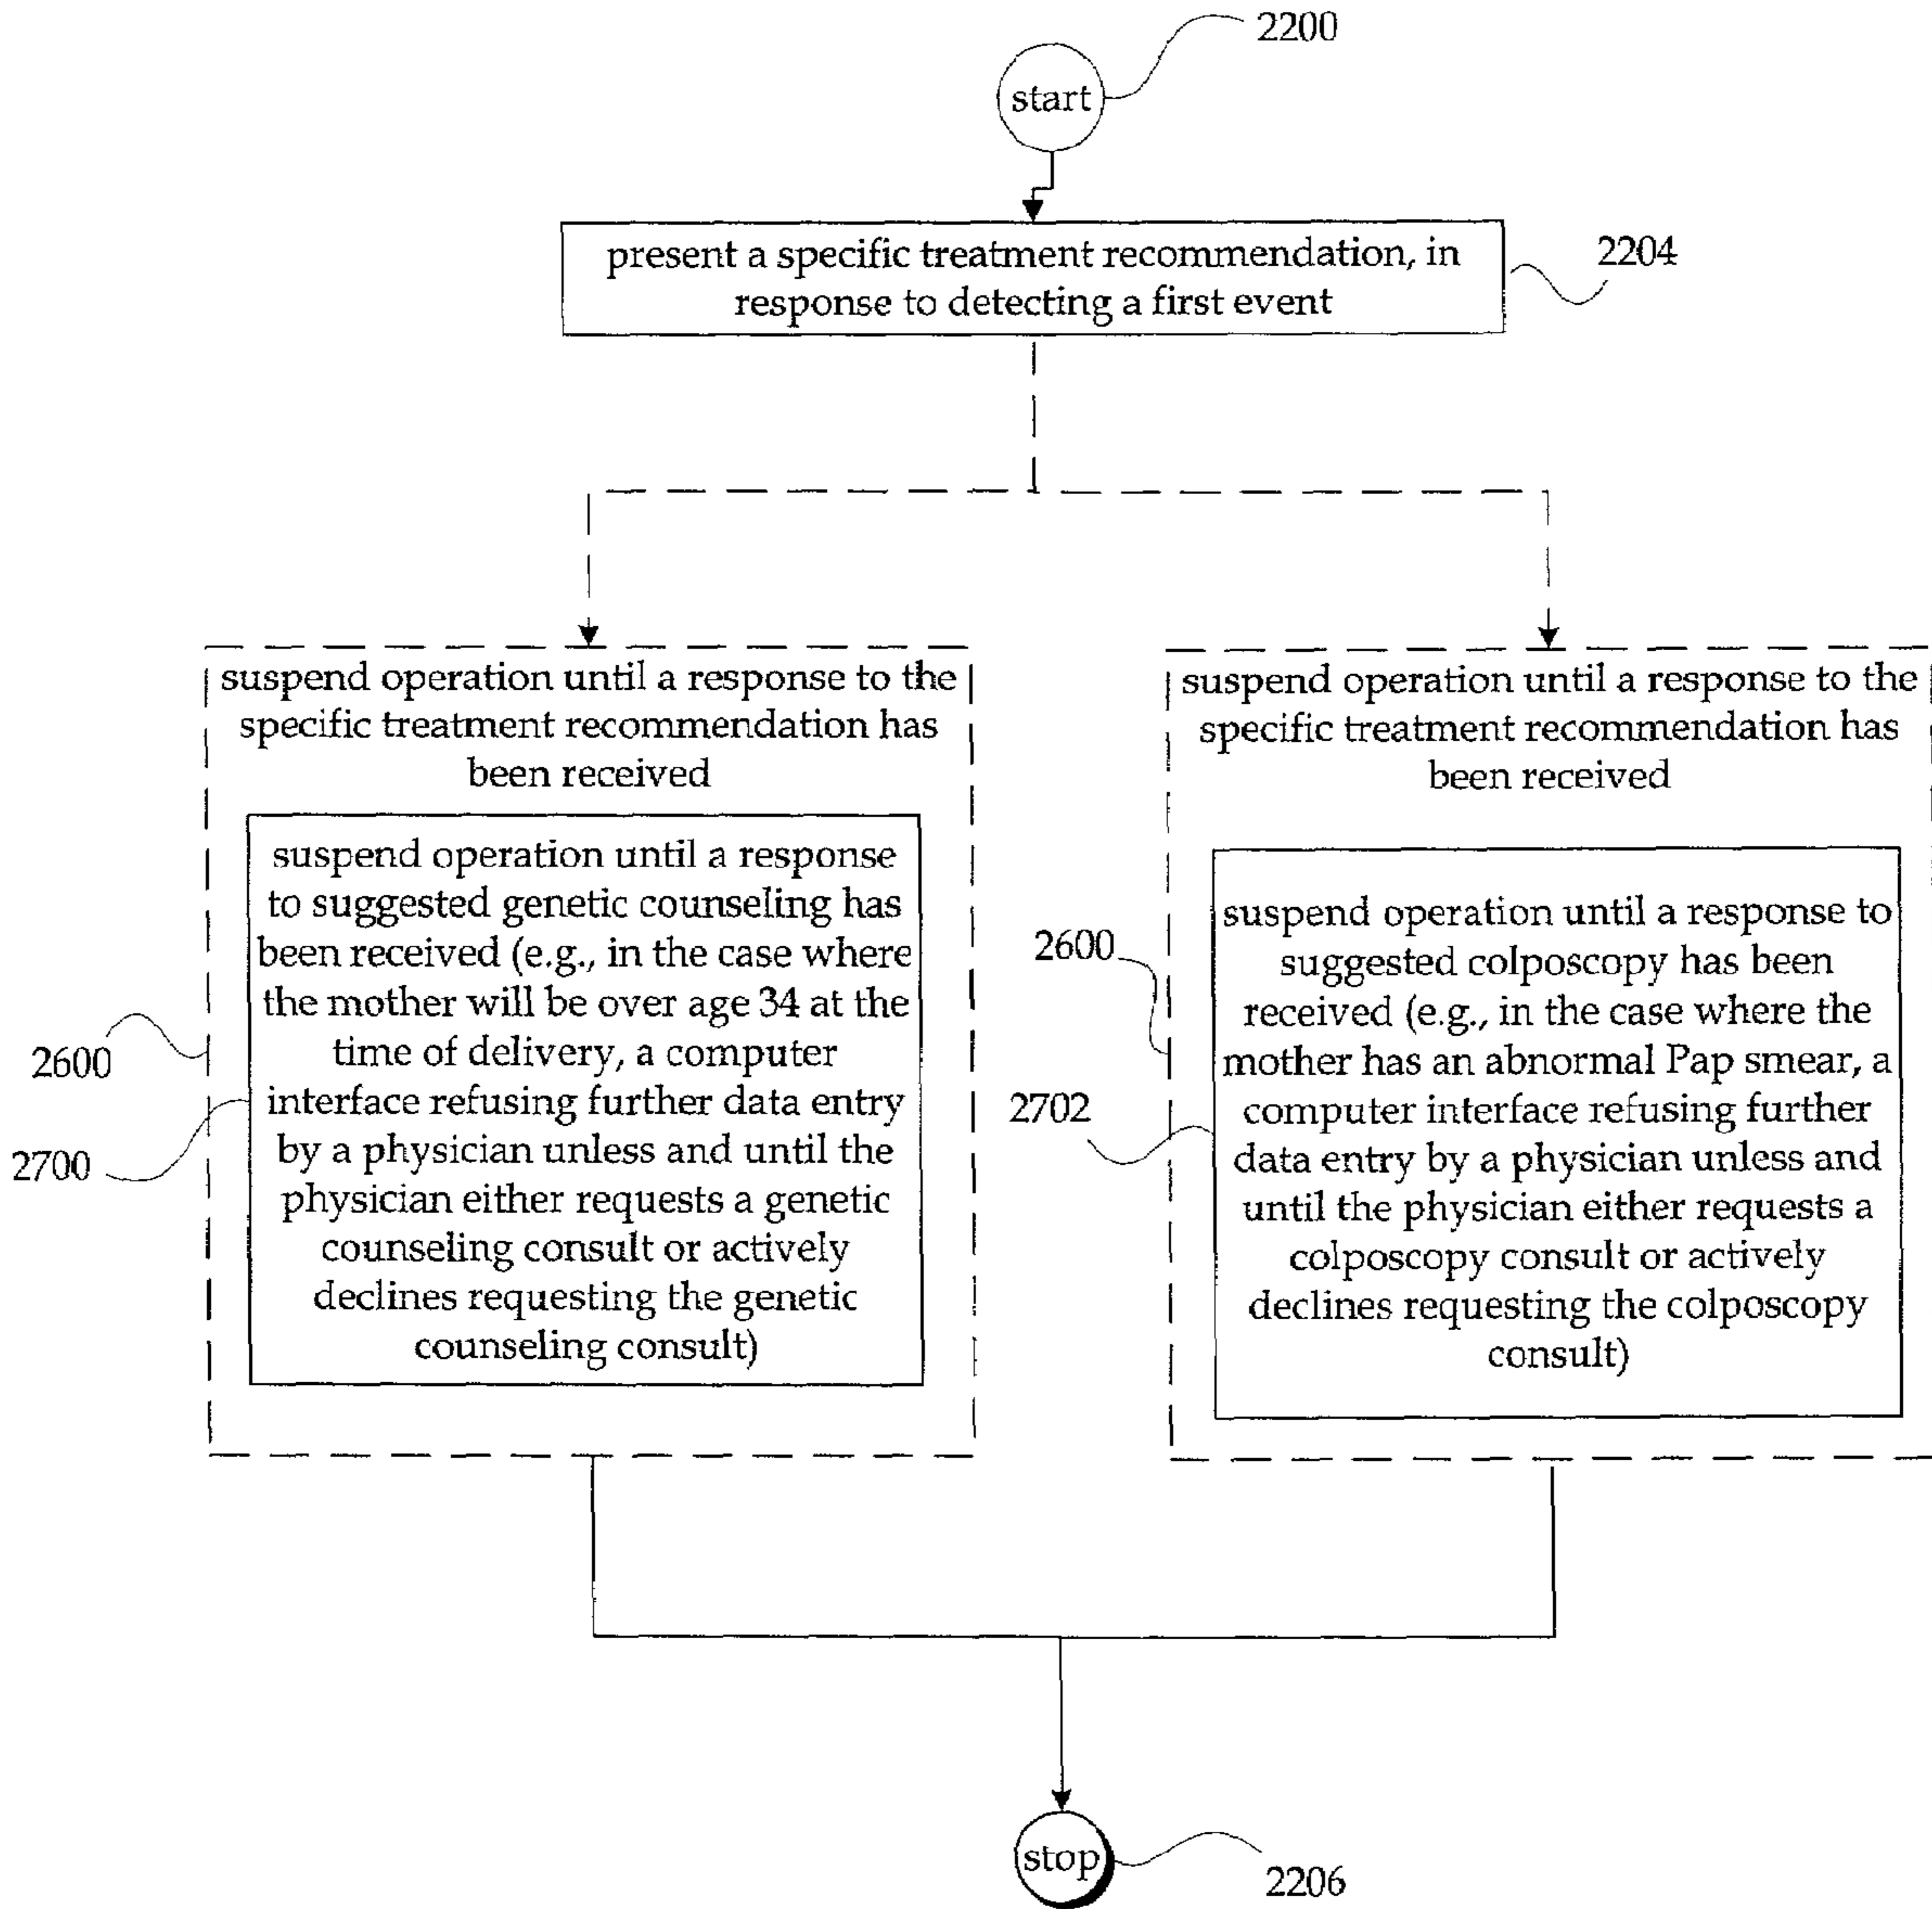 2200
start
present a specific treatment recommendation, in
response to detecting a first event
2204
suspend operation until a response to the
specific treatment recommendation has
been received
suspend operation until a response
to suggested genetic counseling has
been received (e.g., in the case where
the mother will be over age 34 at the
time of delivery, a computer
interface refusing further data entry
by a physician unless and until the
physician either requests a genetic
counseling consult or actively
declines requesting the genetic
counseling consult)
2600
2700
suspend operation until a response to the
specific treatment recommendation has
been received
suspend operation until a response to
suggested colposcopy has been
received (e.g., in the case where the
mother has an abnormal Pap smear, a
computer interface refusing further
data entry by a physician unless and
until the physician either requests a
colposcopy consult or actively
declines requesting the colposcopy
consult)
2600
2702
stop
2206